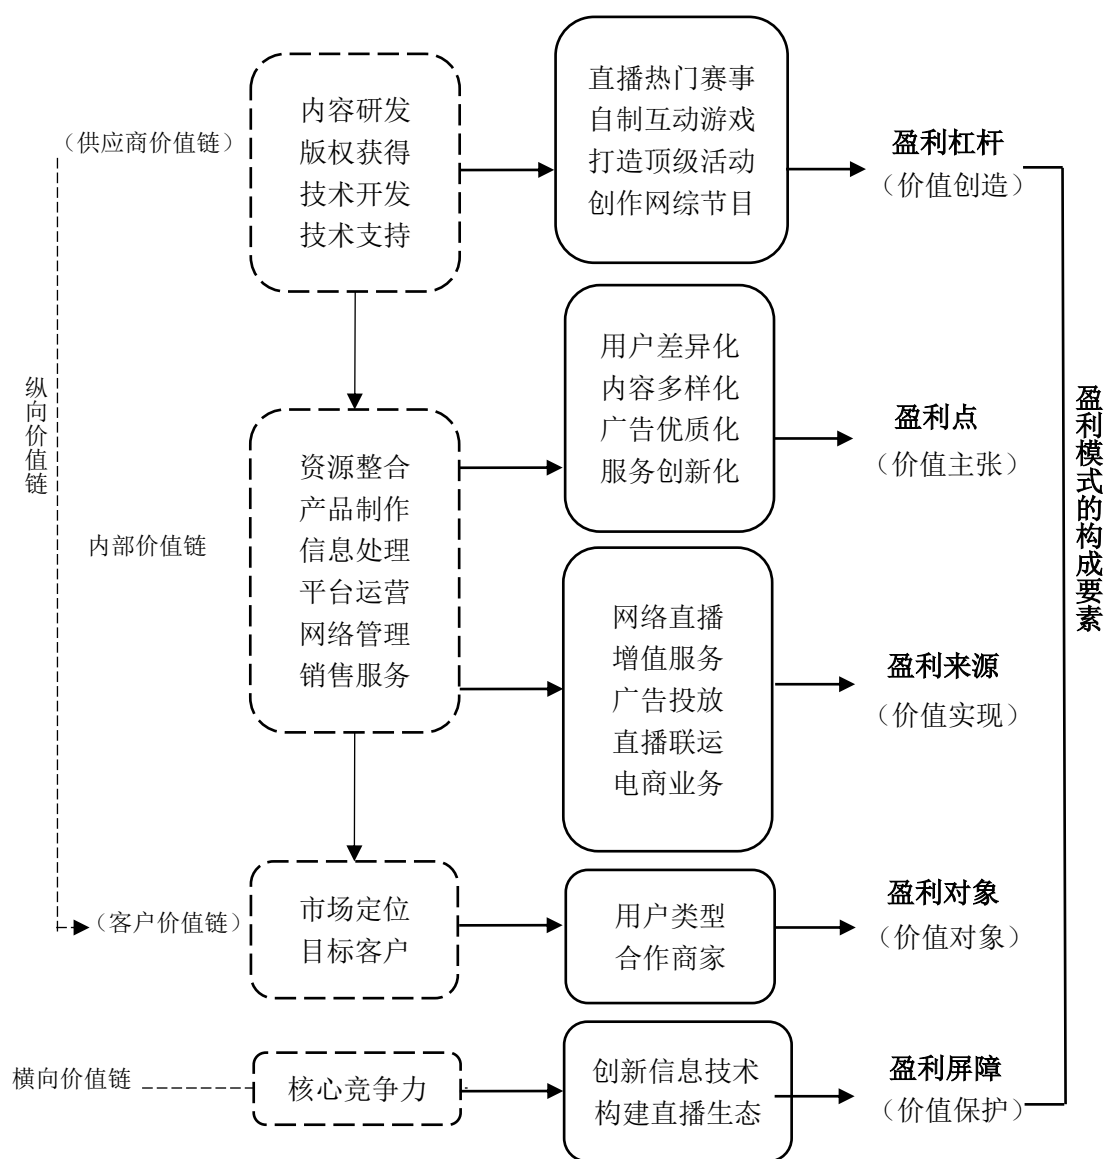 （供应商价值链）
内容研发
版权获得
技术开发
技术支持
直播热门赛事
自制互动游戏
打造顶级活动
创作网综节目
盈利杠杆
（价值创造）
纵向价值链
内部价值链
资源整合
产品制作
信息处理
平台运营
网络管理
销售服务
用户差异化
内容多样化
广告优质化
服务创新化
盈利点
（价值主张）
网络直播
增值服务
广告投放
直播联运
电商业务
盈利来源
（价值实现）
（客户价值链）
市场定位
目标客户
用户类型
合作商家
盈利对象
（价值对象）
横向价值链
核心竞争力
创新信息技术
构建直播生态
盈利屏障
（价值保护）
盈利模式的构成要素